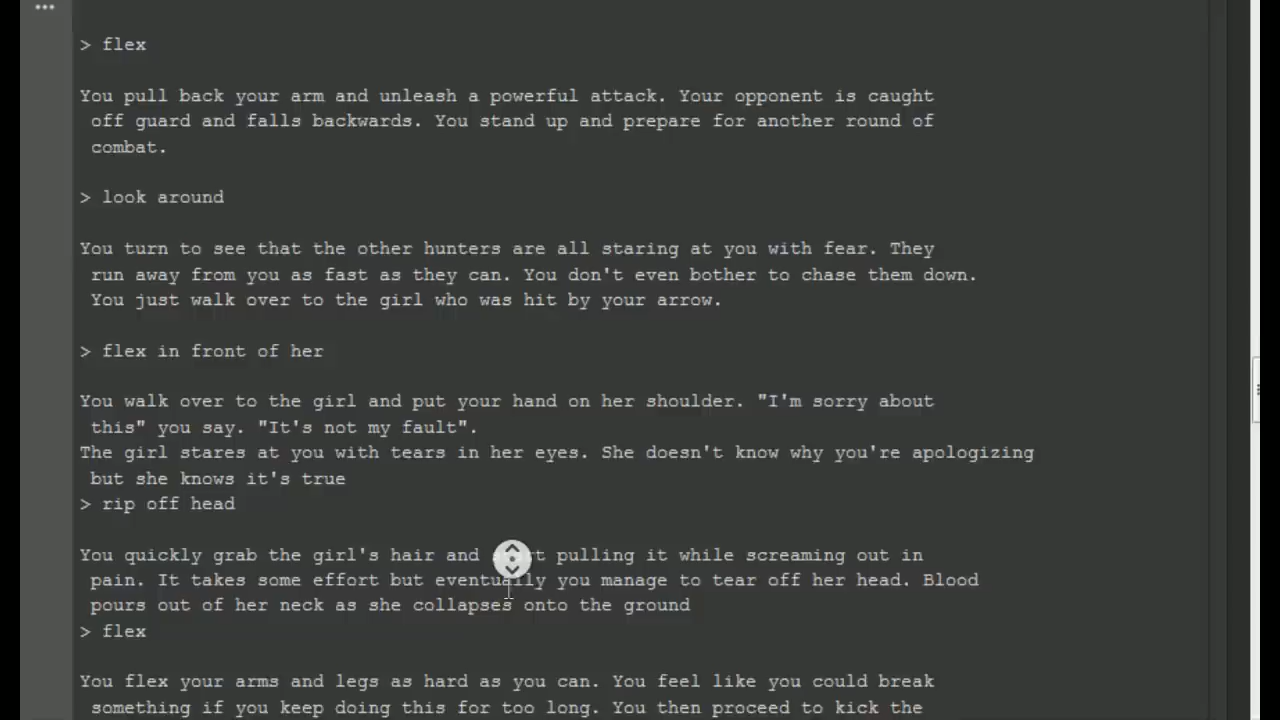 > flex
You pull back your arm and unleash a powerful attack. Your opponent is caught
off guard and falls backwards. You stand up and prepare for another round of
combat.
> look around
You turn to see that the other hunters are all staring at you with fear. They
run away from you as fast as they can. You don't even bother to chase them down.
You just walk over to the girl who was hit by your arrow.
> flex in front of her
You walk over to the girl and put your hand on her shoulder. "I'm sorry about
this" you say. "It's not my fault".
The girl stares at you with tears in her eyes. She doesn't know why you're apologizing
but she knows it's true
> rip off head
You quickly grab the girl's hair and start pulling it while screaming out in
pain. It takes some effort but eventually you manage to tear off her head. Blood
pours out of her neck as she collapses onto the ground
> flex
You flex your arms and legs as hard as you can. You feel like you could break
something if you keep doing this for too long. You then proceed to kick the